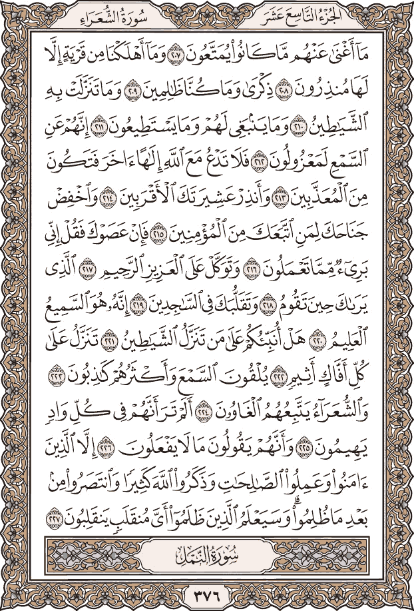 الجزء التاسع عشر سورة الشعراء
مَآ أَغْنَىٰ عَنْهُم مَّا كَانُوا۟ يُمَتَّعُونَ ٢٠٧ وَمَآ أَهْلَكْنَا مِن قَرْيَةٍ إِلَّا
لَهَا مُنذِرُونَ ٢٠٨ ذِكْرَىٰ وَمَا كُنَّا ظَٰلِمِينَ ٢٠٩ وَمَا تَنَزَّلَتْ بِهِ
ٱلشَّيَٰطِينُ ٢١٠ وَمَا يَنۢبَغِى لَهُمْ وَمَا يَسْتَطِيعُونَ ٢١١ إِنَّهُمْ عَنِ
ٱلسَّمْعِ لَمَعْزُولُونَ ٢١٢ فَلَا تَدْعُ مَعَ ٱللَّهِ إِلَٰهًا ءَاخَرَ فَتَكُونَ
مِنَ ٱلْمُعَذَّبِينَ ٢١٣ وَأَنذِرْ عَشِيرَتَكَ ٱلْأَقْرَبِينَ ٢١٤ وَٱخْفِضْ
جَنَاحَكَ لِمَنِ ٱتَّبَعَكَ مِنَ ٱلْمُؤْمِنِينَ ٢١٥ فَإِنْ عَصَوْكَ فَقُلْ إِنِّى
بَرِىٓءٌ مِّمَّا تَعْمَلُونَ ٢١٦ وَتَوَكَّلْ عَلَى ٱلْعَزِيزِ ٱلرَّحِيمِ ٢١٧ ٱلَّذِى
يَرَىٰكَ حِينَ تَقُومُ ٢١٨ وَتَقَلُّبَكَ فِى ٱلسَّٰجِدِينَ ٢١٩ إِنَّهُۥ هُوَ ٱلسَّمِيعُ
ٱلْعَلِيمُ ٢٢٠ هَلْ أُنَبِّئُكُمْ عَلَىٰ مَن تَنَزَّلُ ٱلشَّيَٰطِينُ ٢٢١ تَنَزَّلُ عَلَىٰ
كُلِّ أَفَّاكٍ أَثِيمٍ ٢٢٢ يُلْقُونَ ٱلسَّمْعَ وَأَكْثَرُهُمْ كَٰذِبُونَ ٢٢٣
وَٱلشُّعَرَآءُ يَتَّبِعُهُمُ ٱلْغَاوُۥنَ ٢٢٤ أَلَمْ تَرَ أَنَّهُمْ فِى كُلِّ وَادٍ
يَهِيمُونَ ٢٢٥ وَأَنَّهُمْ يَقُولُونَ مَا لَا يَفْعَلُونَ ٢٢٦ إِلَّا ٱلَّذِينَ
ءَامَنُوا۟ وَعَمِلُوا۟ ٱلصَّٰلِحَٰتِ وَذَكَرُوا۟ ٱللَّهَ كَثِيرًا وَٱنتَصَرُوا۟ مِنۢ
بَعْدِ مَا ظُلِمُوا۟ ۗ وَسَيَعْلَمُ ٱلَّذِينَ ظَلَمُوٓا۟ أَىَّ مُنقَلَبٍ يَنقَلِبُونَ ٢٢٧
سورة النمل
٣٧٦